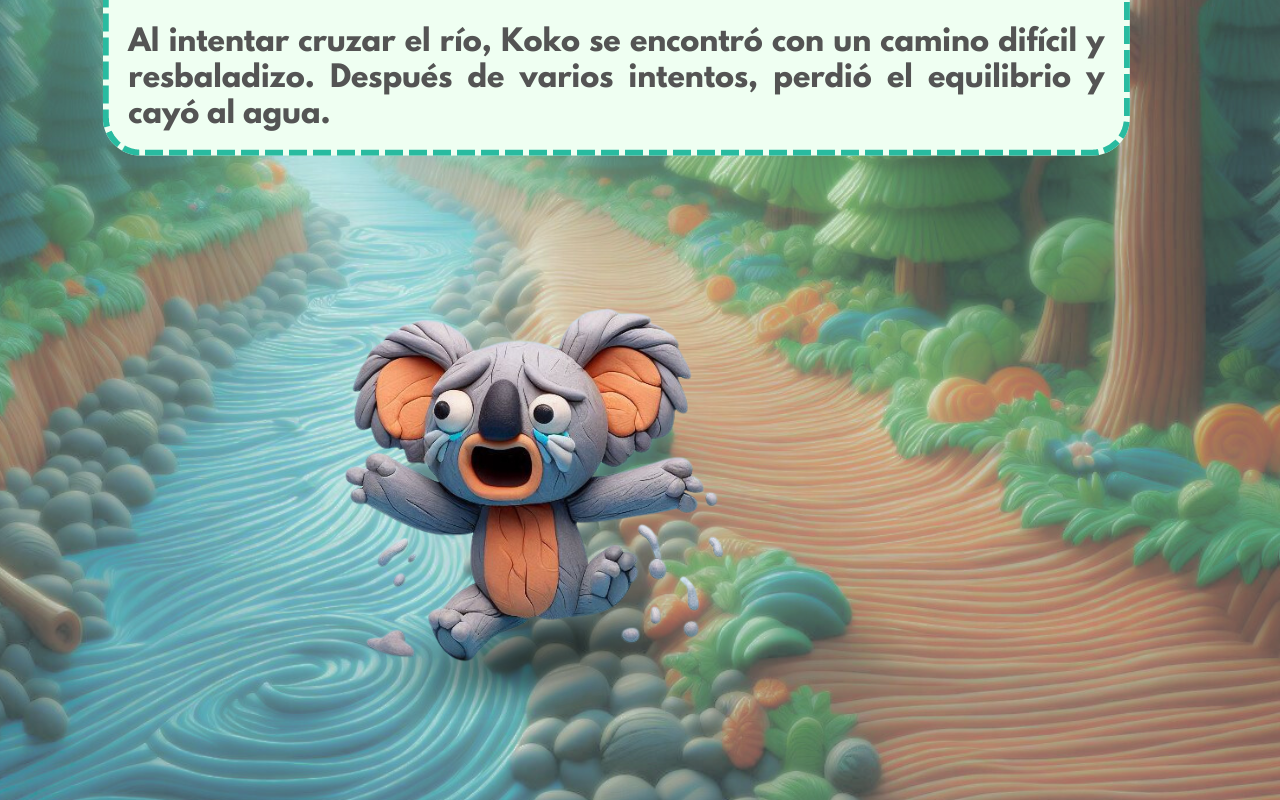 Al intentar cruzar el río, Koko se encontró con un camino difícil y
resbaladizo. Después de varios intentos, perdió el equilibrio y
cayó al agua.